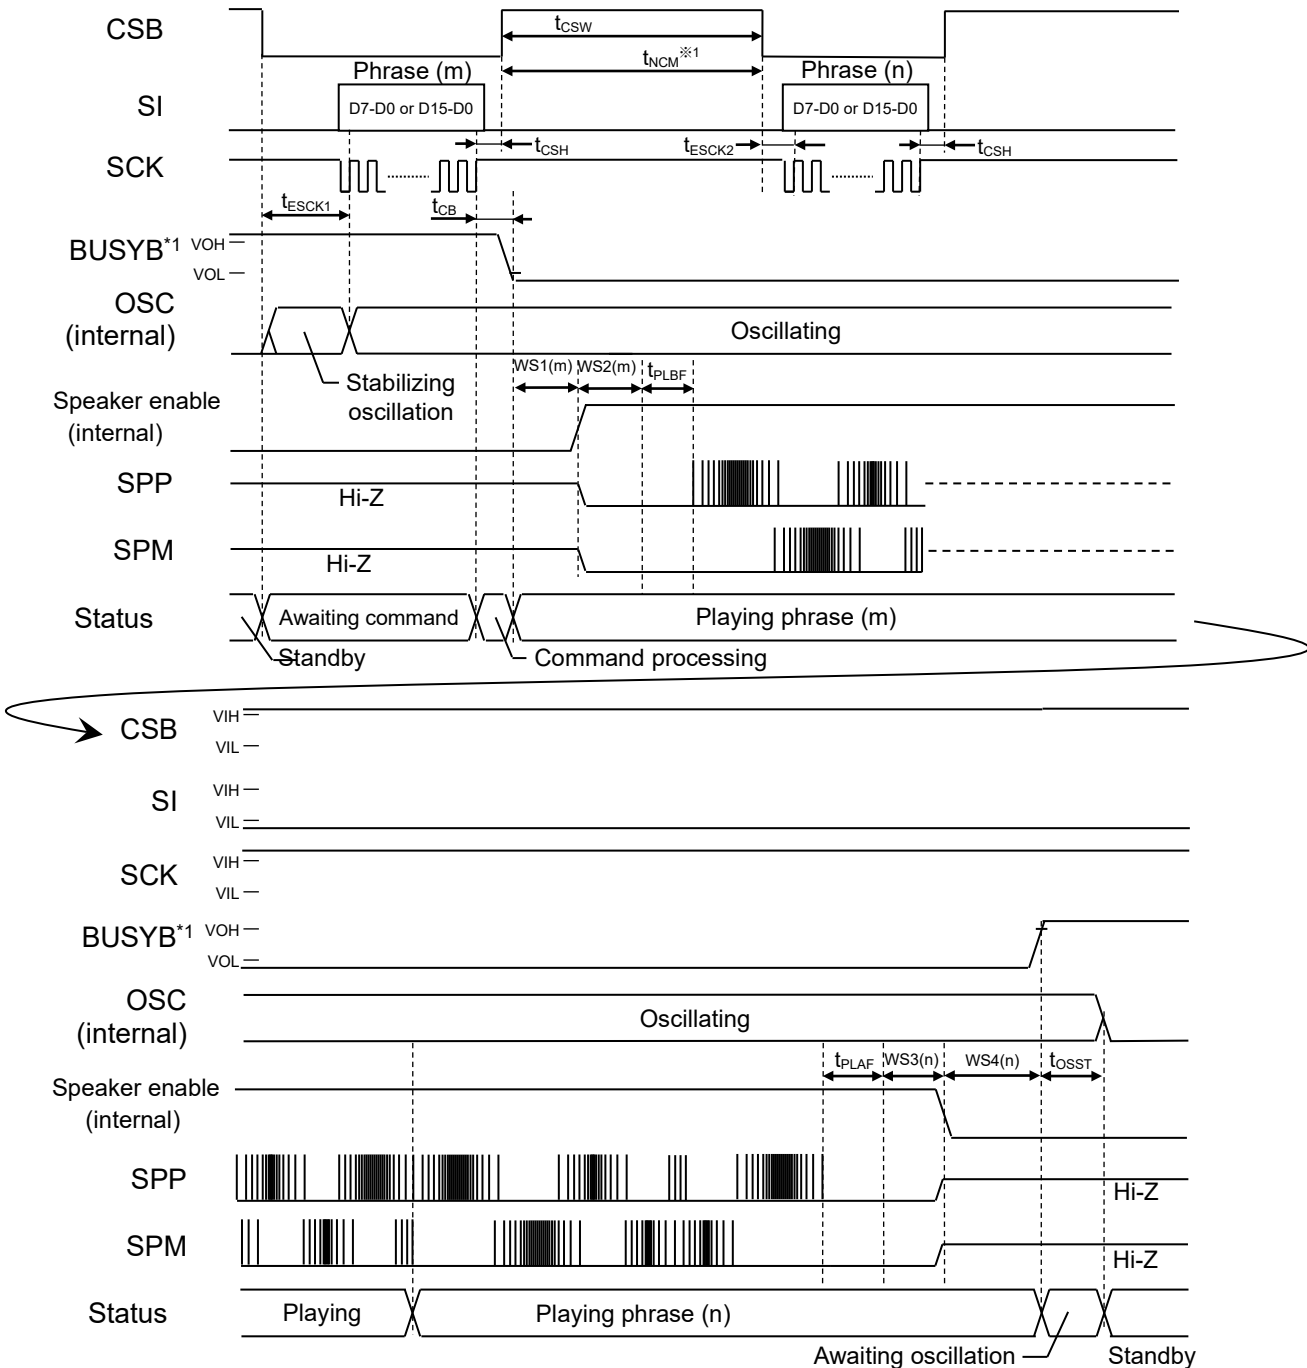 CSB
tCSW
tNCM※1
Phrase (m)
Phrase (n)
SI
D7-D0 or D15-D0
D7-D0 or D15-D0
tCSH
tESCK2
tCSH
SCK
tESCK1
tCB
BUSYB*1
VOH
VOL
OSC
(internal)
Oscillating
Stabilizing
oscillation
WS1(m)
WS2(m)
tPLBF
Speaker enable
(internal)
SPP
Hi-Z
SPM
Hi-Z
Status
Awaiting command
Playing phrase (m)
Standby
Command processing
CSB
VIH
VIL
SI
VIH
VIL
SCK
VIH
VIL
BUSYB*1
VOH
VOL
OSC
(internal)
Oscillating
tPLAF
WS3(n)
WS4(n)
tOSST
Speaker enable
(internal)
SPP
Hi-Z
SPM
Hi-Z
Status
Playing
Playing phrase (n)
Awaiting oscillation
Standby